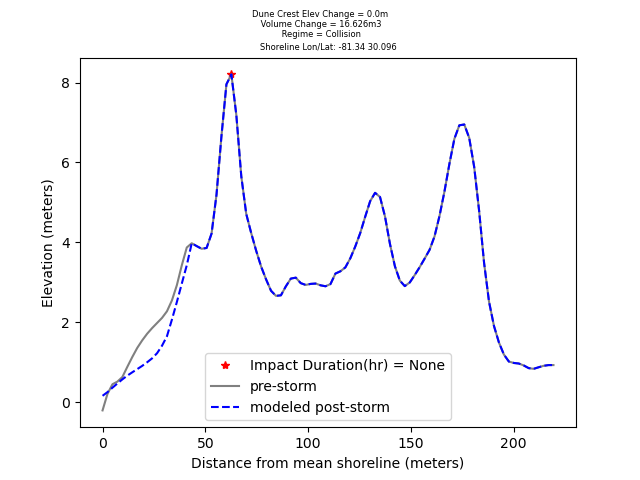 Dune Crest Elev Change = 0.0m
Volume Change = 16.626m3
Regime = Collision
Shoreline Lon/Lat: -81.34 30.096
8
6
4
2
0
Elevation (meters)
Impact Duration(hr) = None
pre-storm
modeled post-storm
0
50
100
150
200
Distance from mean shoreline (meters)